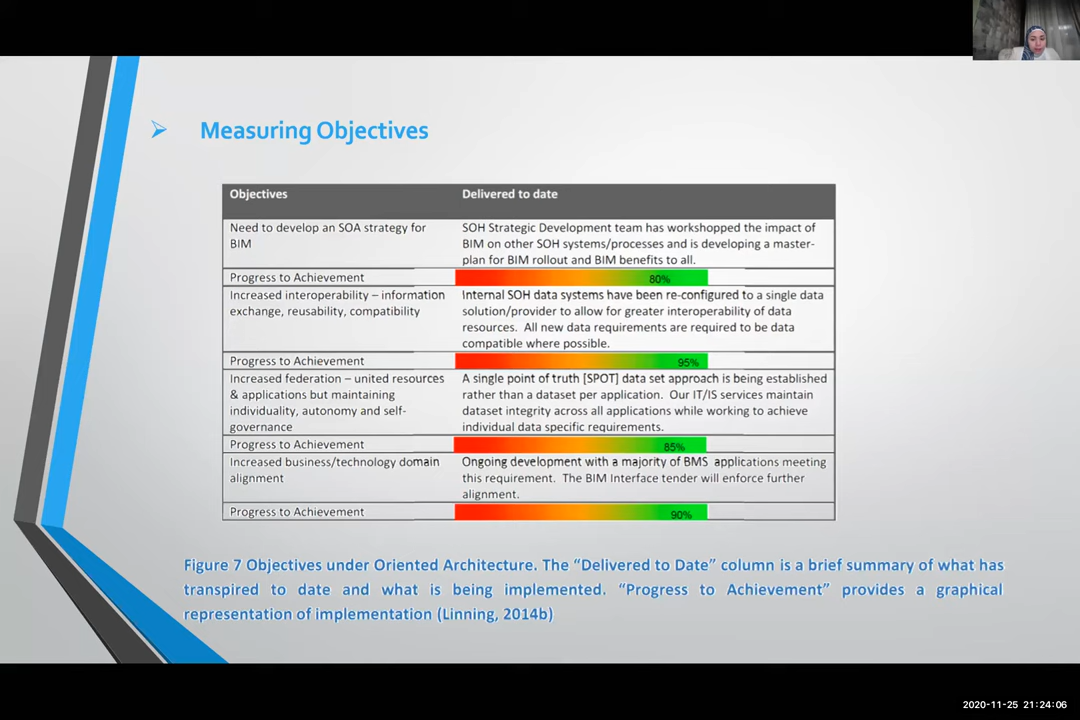 Measuring Objectives
Objectives
Delivered to date
Need to develop an SOA strategy for
BIM
SOH Strategic Development team has workshopped the impact of
BIM on other SOH systems/processes and is developing a master-
plan for BIM rollout and BIM benefits to all.
Progress to Achievement
80%
Increased interoperability – information
exchange, reusability, compatibility
Internal SOH data systems have been re-configured to a single data
solution/provider to allow for greater interoperability of data
resources. All new data requirements are required to be data
compatible where possible.
Progress to Achievement
95%
Increased federation – united resources
& applications but maintaining
individuality, autonomy and self-
governance
A single point of truth [SPOT] data set approach is being established
rather than a dataset per application. Our IT/IS services maintain
dataset integrity across all applications while working to achieve
individual data specific requirements.
Progress to Achievement
85%
Increased business/technology domain
alignment
Ongoing development with a majority of BMS applications meeting
this requirement. The BIM Interface tender will enforce further
alignment.
Progress to Achievement
90%
Figure 7 Objectives under Oriented Architecture. The “Delivered to Date” column is a brief summary of what has
transpired to date and what is being implemented. “Progress to Achievement” provides a graphical
representation of implementation (Linning, 2014b)
2020-11-25 21:24:06